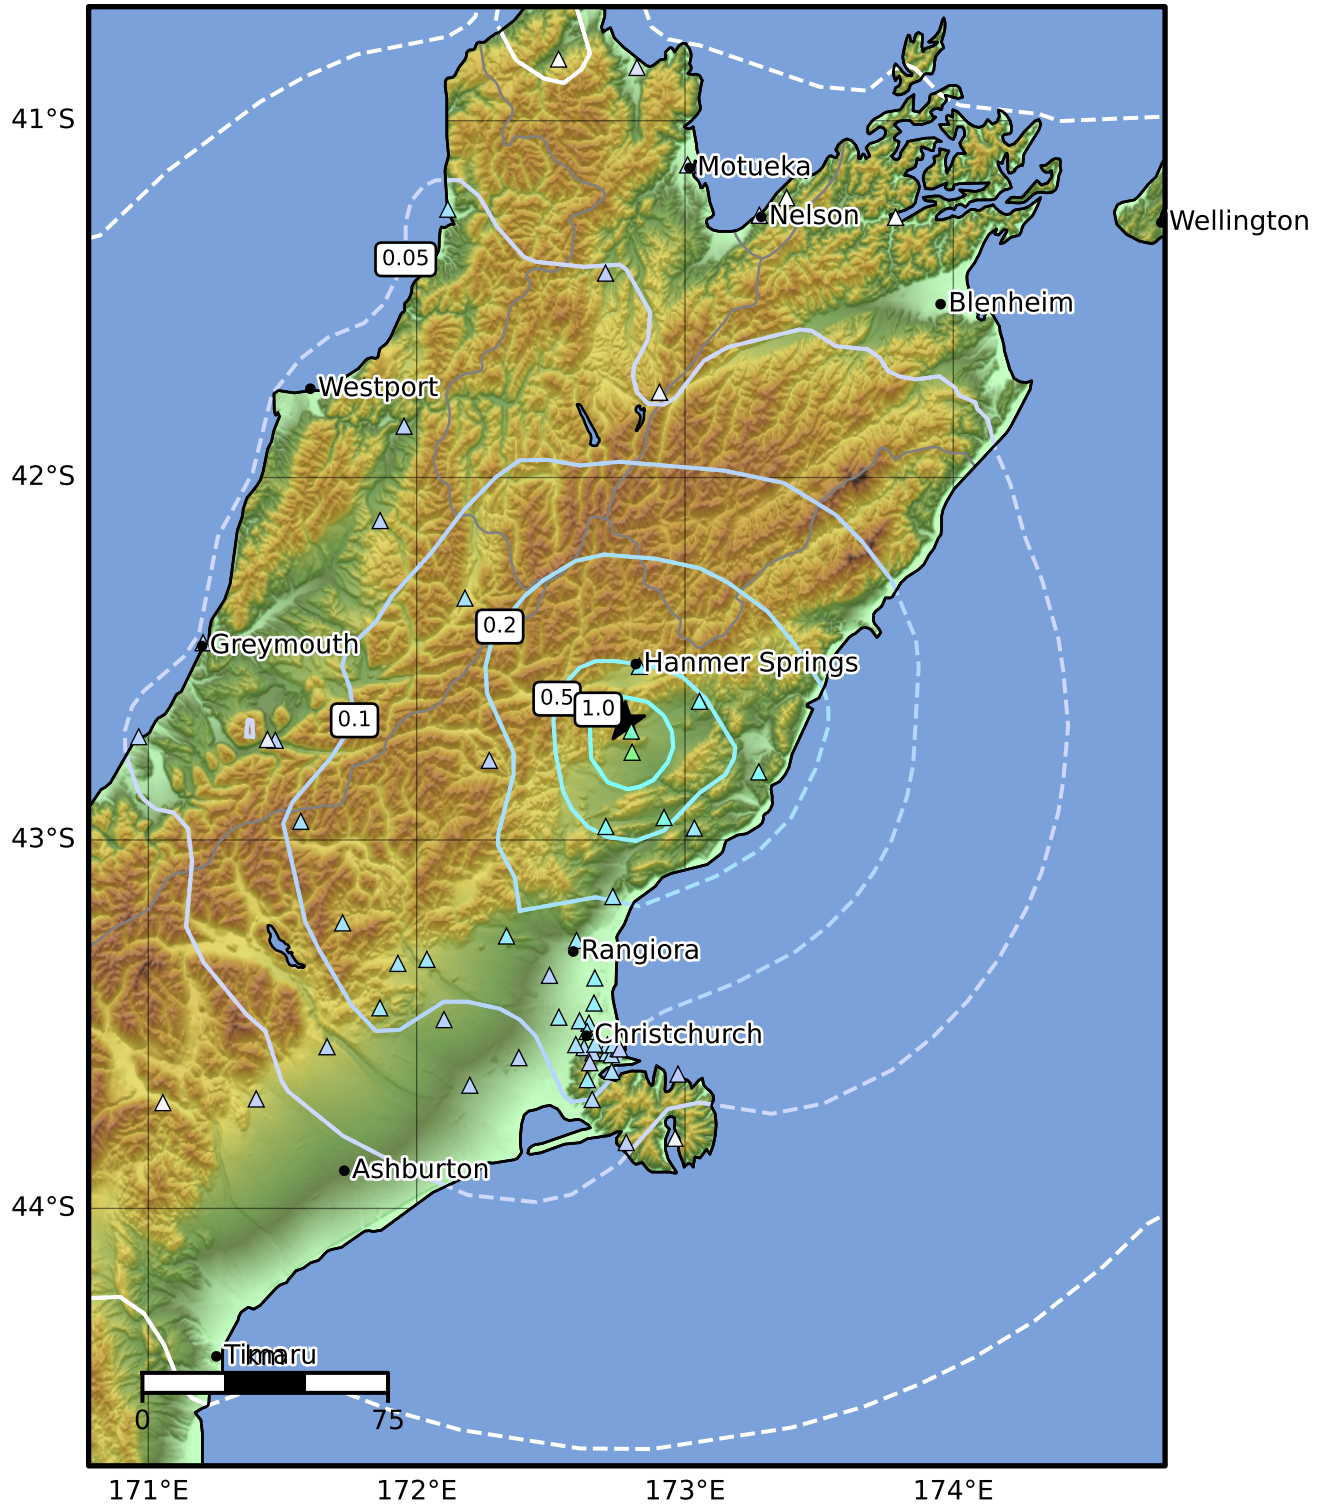 41°S
Motueka
Nelson
Wellington
0.05
Blenheim
Westport
42°S
0.2
Greymouth
Hanmer Springs
0.5
1.0
0.1
43°S
Rangiora
Christchurch
Ashburton
44°S
Timaru
km
0 75
171°E 172°E 173°E 174°E